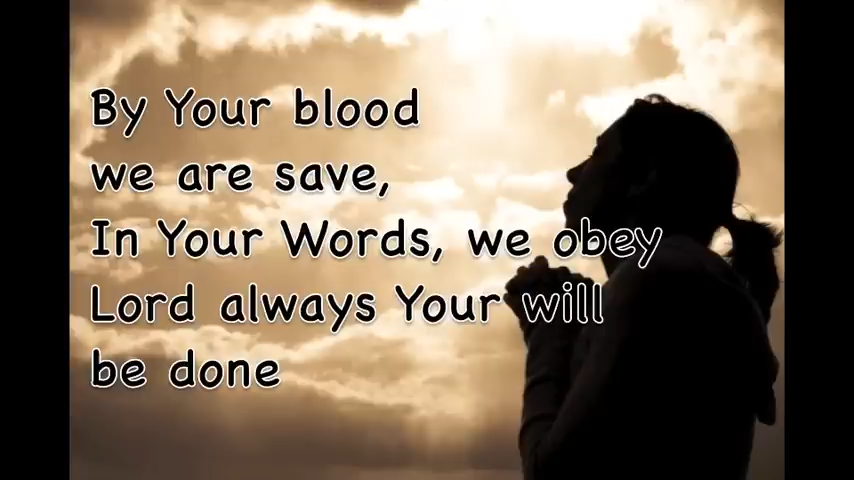 By Your blood
we are save,
In Your Words, we obey
Lord always Your will
be done